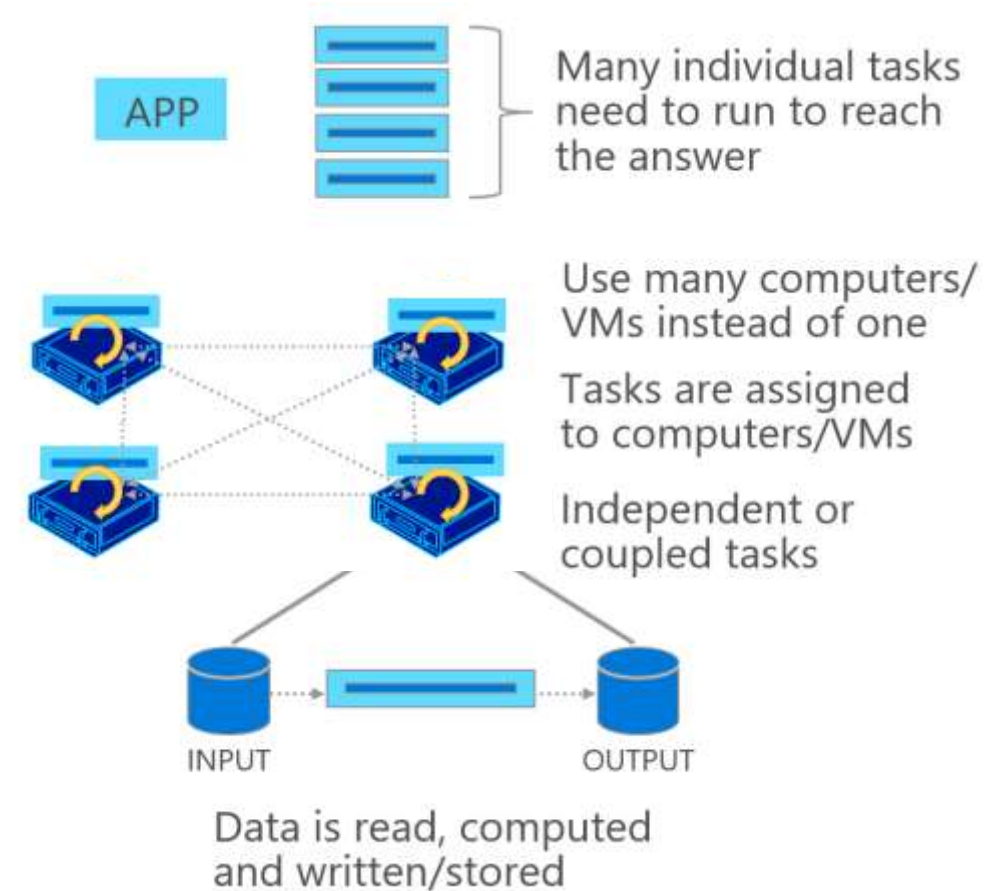 APP
Many individual tasks
need to run to reach
the answer
Use many computers/
VMs instead of one
Tasks are assigned
to computers/VMs
Independent or
coupled tasks
INPUT
OUTPUT
Data is read, computed
and written/stored